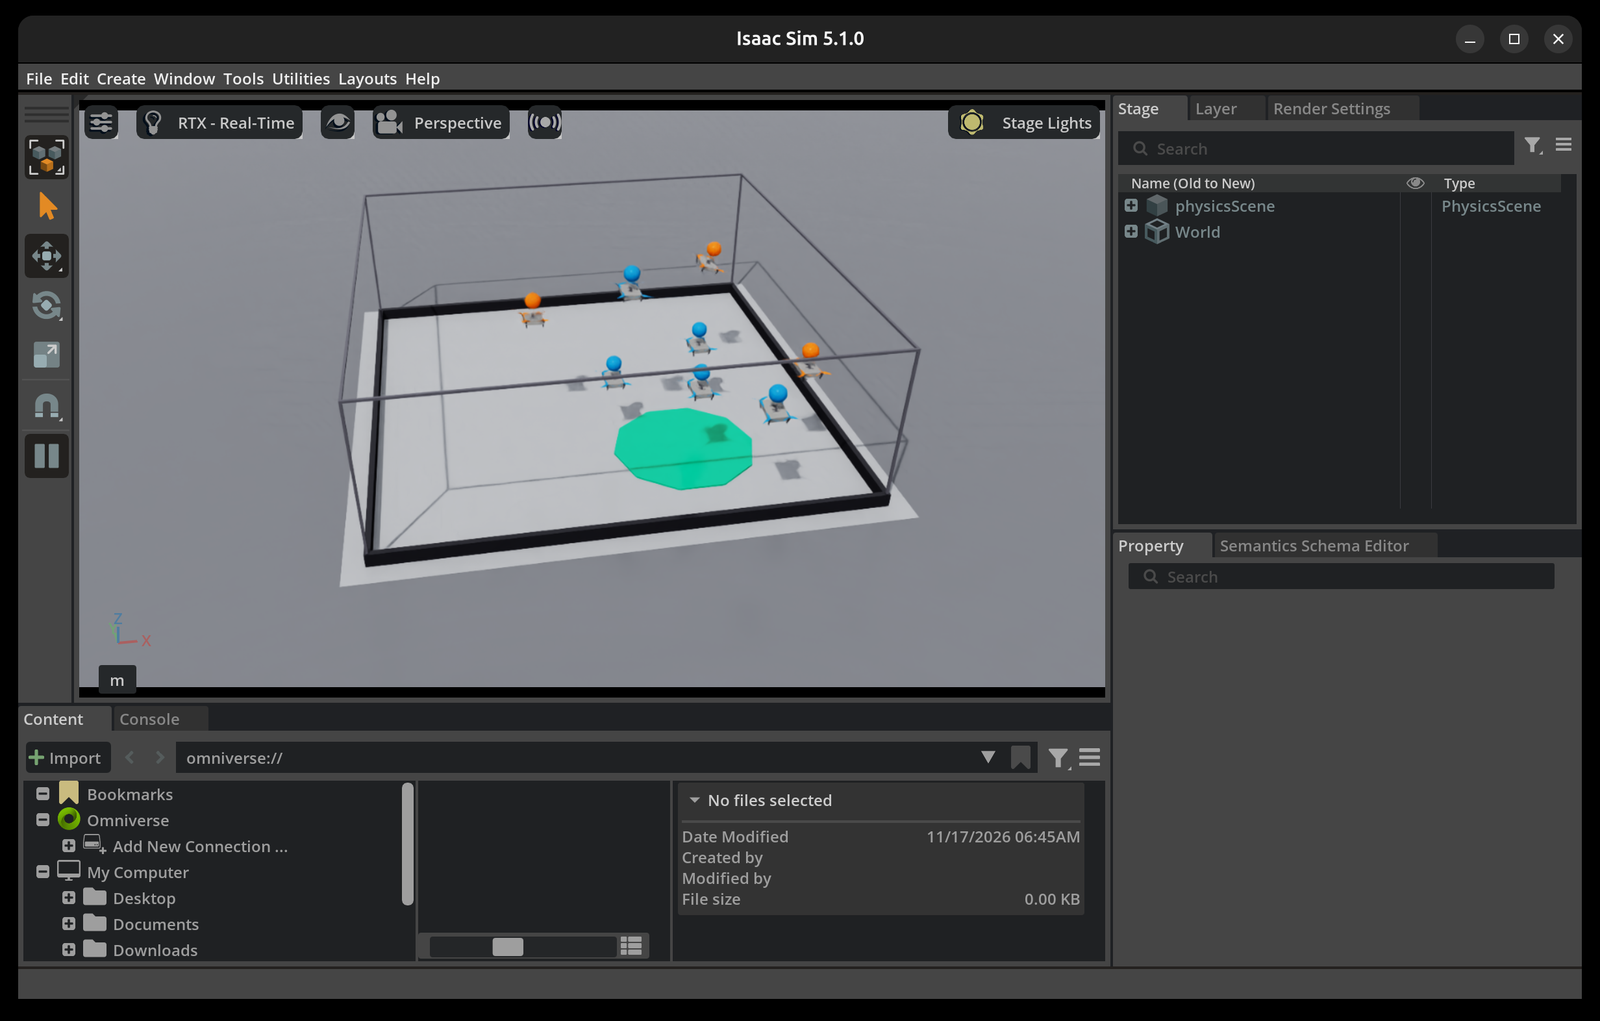 Isaac Sim 5.1.0
File Edit Create Window Tools Utilities Layouts Help
RTX - Real-Time
Perspective
Stage Lights
Z
X
m
Stage
Layer
Render Settings
Search
Name (Old to New)
Type
physicsScene
PhysicsScene
World
Property
Semantics Schema Editor
Search
Content
Console
Import
omniverse://
Bookmarks
Omniverse
Add New Connection ...
My Computer
Desktop
Documents
Downloads
No files selected
Date Modified 11/17/2026 06:45AM
Created by
Modified by
File size 0.00 KB